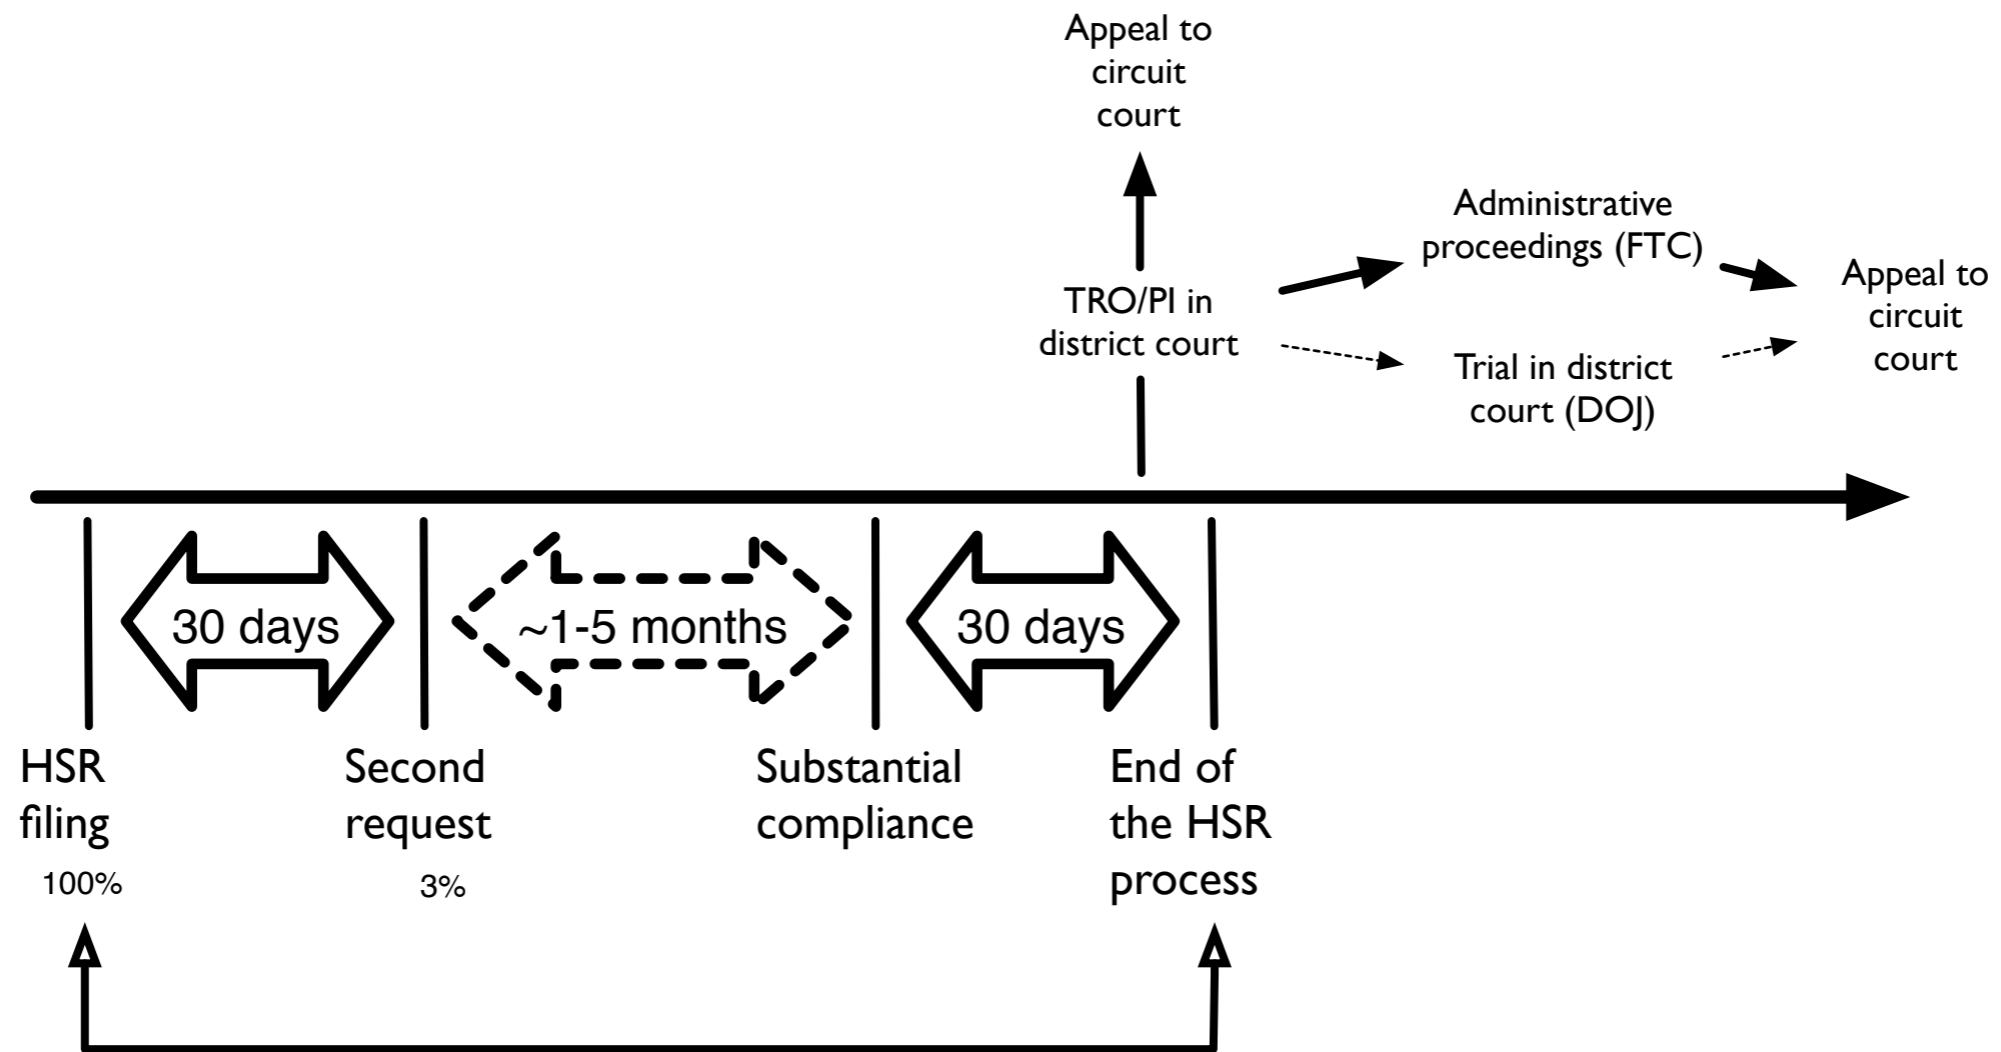 Appeal to
circuit
court
Administrative
proceedings (FTC)
TRO/PI in
district court
Appeal to
circuit
court
Trial in district
court (DOJ)
30 days
~1-5 months
30 days
HSR
filing
100%
Second
request
3%
Substantial
compliance
End of
the HSR
process